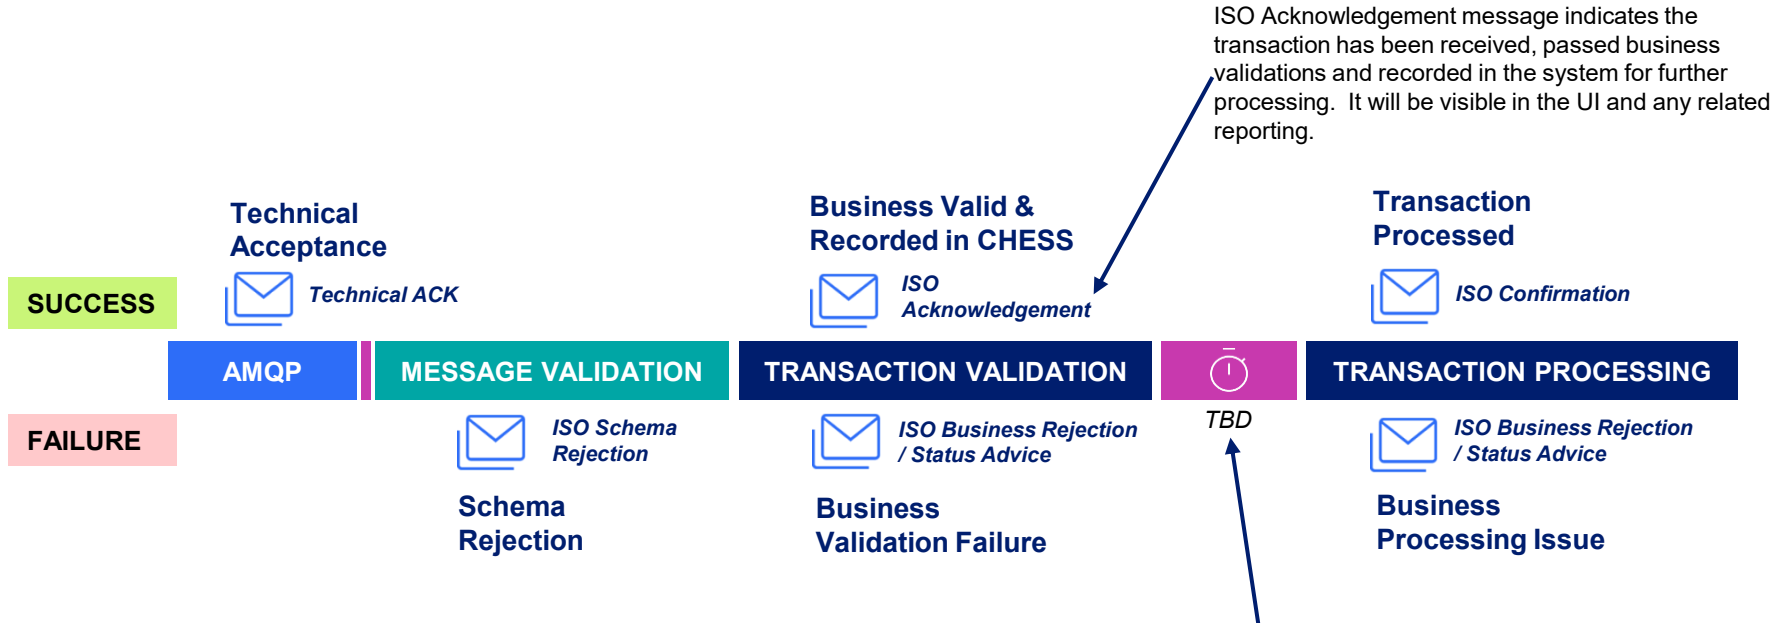 ISO Acknowledgement message indicates the
transaction has been received, passed business
validations and recorded in the system for further
processing.  It will be visible in the UI and any related
reporting.
Technical
Acceptance
Business Valid &
Recorded in CHESS
Transaction
Processed
SUCCESS
Technical ACK
ISO
Acknowledgement
ISO Confirmation
AMQP
MESSAGE VALIDATION
TRANSACTION VALIDATION
TRANSACTION PROCESSING
FAILURE
ISO Schema
Rejection
ISO Business Rejection
/ Status Advice
TBD
ISO Business Rejection
/ Status Advice
Schema
Rejection
Business
Validation Failure
Business
Processing Issue